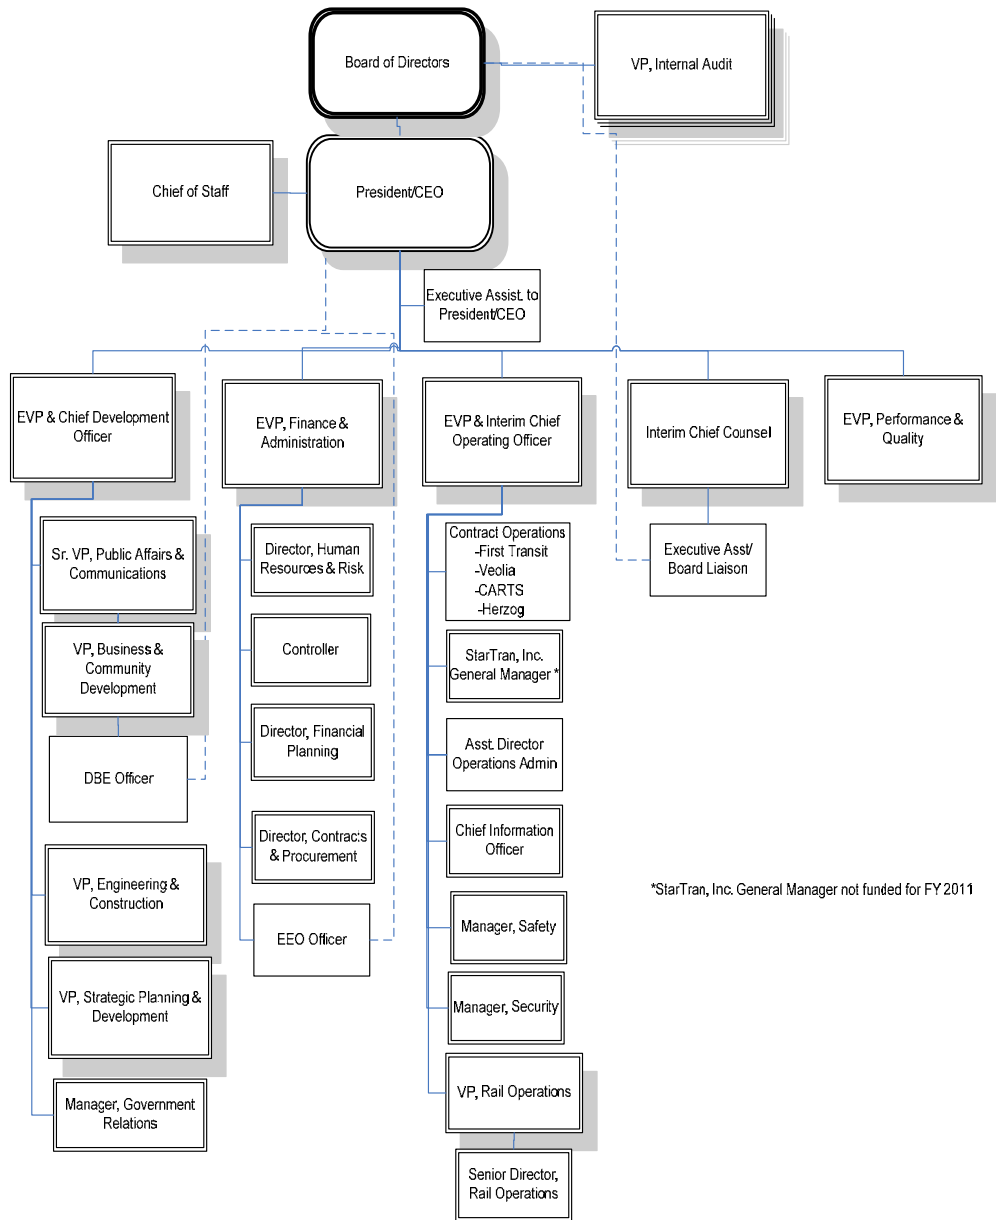 Board of Directors
VP, Internal Audit
Chief of Staff
President/CEO
Executive Assist. to
President/CEO
EVP & Chief Development
Officer
EVP, Finance &
Administration
EVP & Interim Chief
Operating Officer
Interim Chief Counsel
EVP, Performance &
Quality
Sr. VP, Public Affairs &
Communications
VP, Business &
Community
Development
DBE Officer
VP, Engineering &
Construction
VP, Strategic Planning &
Development
Manager, Government
Relations
Director, Human
Resources & Risk
Controller
Director, Financial
Planning
Director, Contracts
& Procurement
EEO Officer
Contract Operations
-First Transit
-Veolia
-CARTS
-Herzog
StarTran, Inc.
General Manager *
Asst. Director
Operations Admin
Chief Information
Officer
Manager, Safety
Manager, Security
VP, Rail Operations
Senior Director,
Rail Operations
Executive Asst/
Board Liaison
*StarTran, Inc. General Manager not funded for FY 2011